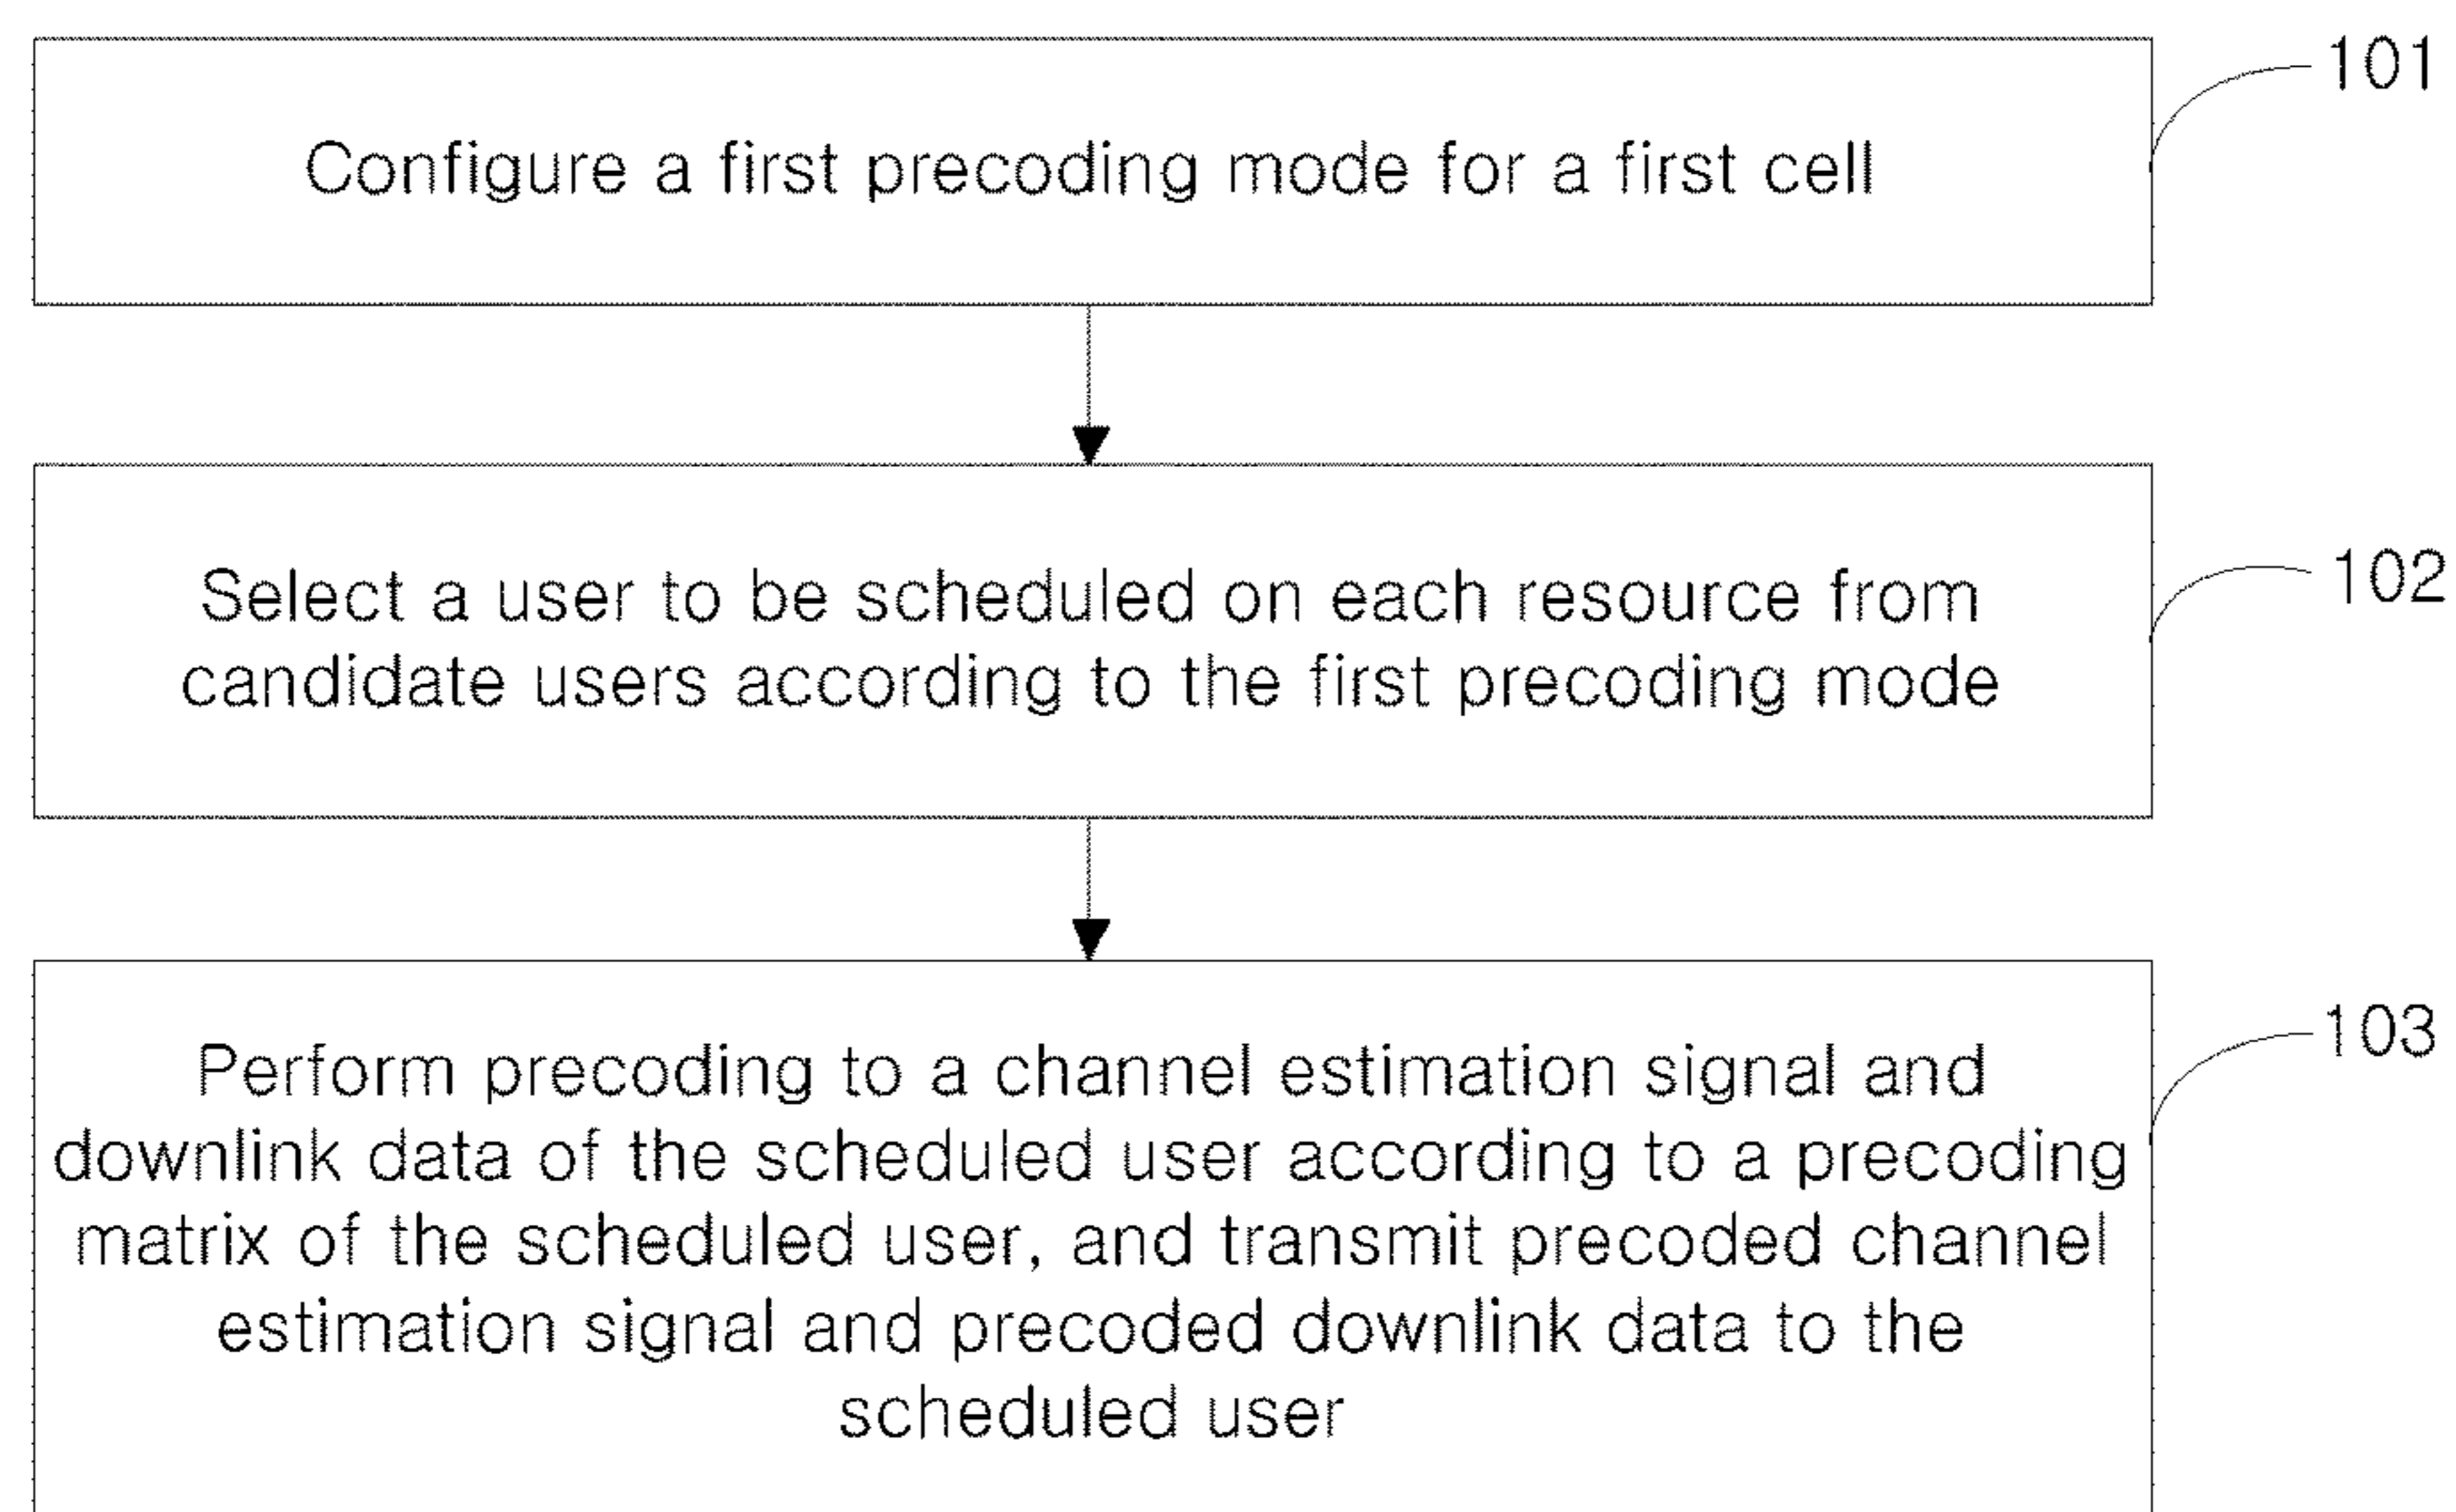 101
Configure a first precoding mode for a first cell
102
Select a user to be scheduled on each resource from
candidate users according to the first precoding mode
103
Perform precoding to a channel estimation signal and
downlink data of the scheduled user according to a precoding
matrix of the scheduled user, and transmit precoded channel
estimation signal and precoded downlink data to the
scheduled user